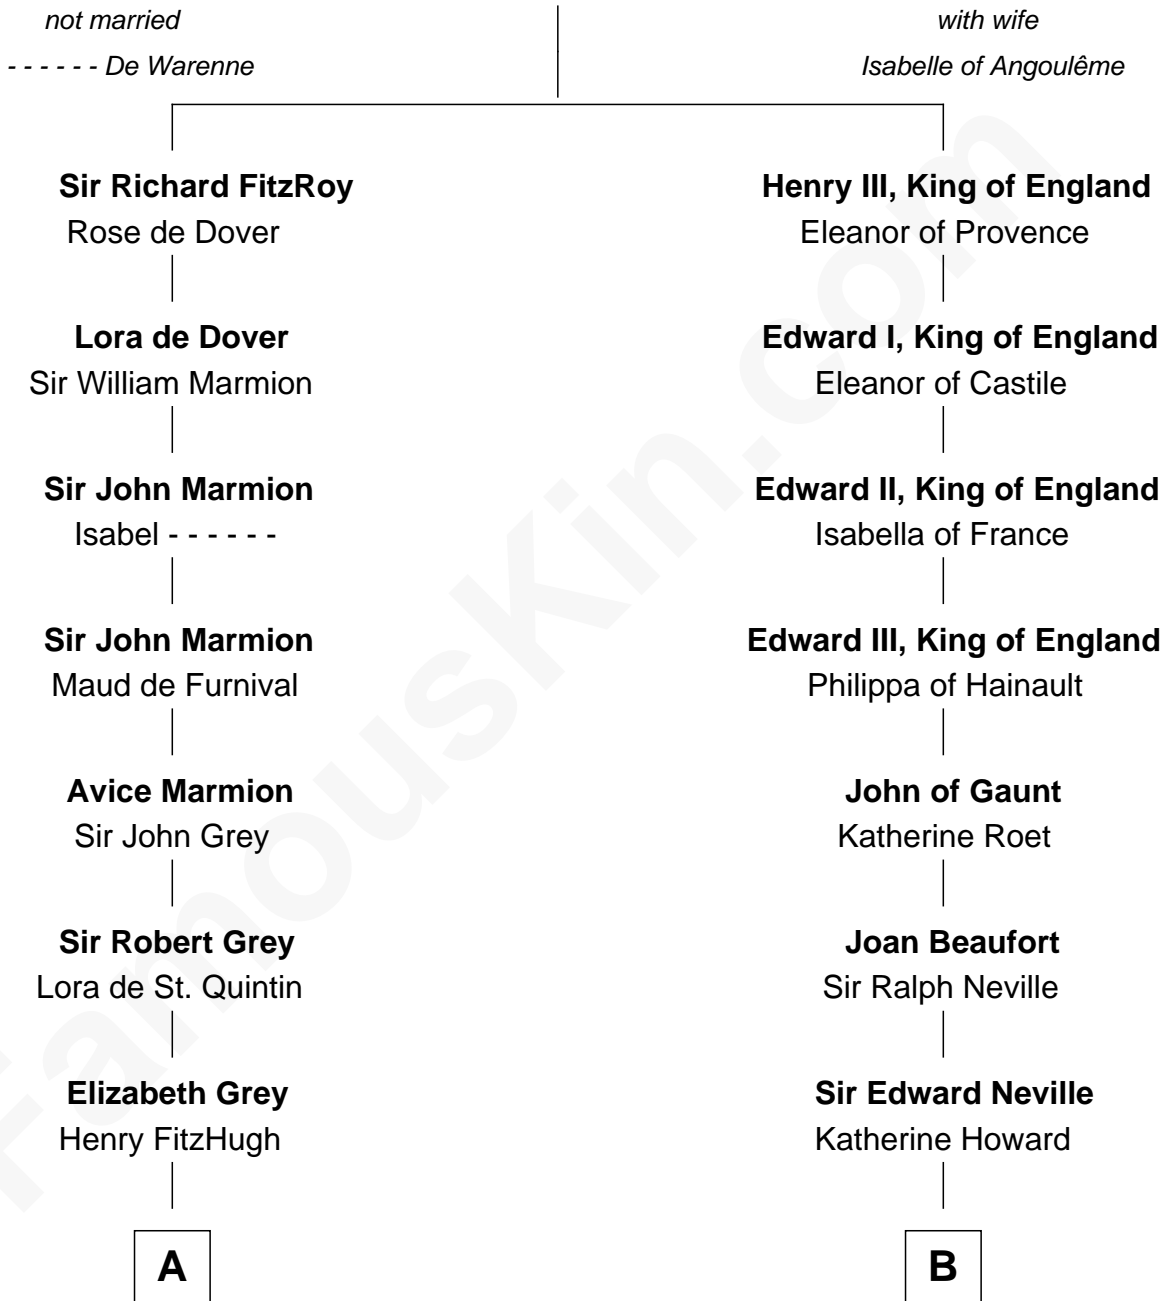 not married
with wife
- - - - - - De Warenne
Isabelle of Angoulême
Sir Richard FitzRoy
Henry III, King of England
Rose de Dover
Eleanor of Provence
Lora de Dover
Edward I, King of England
Sir William Marmion
Eleanor of Castile
Sir John Marmion
Edward II, King of England
Isabel - - - - - -
Isabella of France
Sir John Marmion
Edward III, King of England
Maud de Furnival
Philippa of Hainault
Avice Marmion
John of Gaunt
Sir John Grey
Katherine Roet
Sir Robert Grey
Joan Beaufort
Lora de St. Quintin
Sir Ralph Neville
Elizabeth Grey
Sir Edward Neville
Henry FitzHugh
Katherine Howard
A
B
FamousKin.com